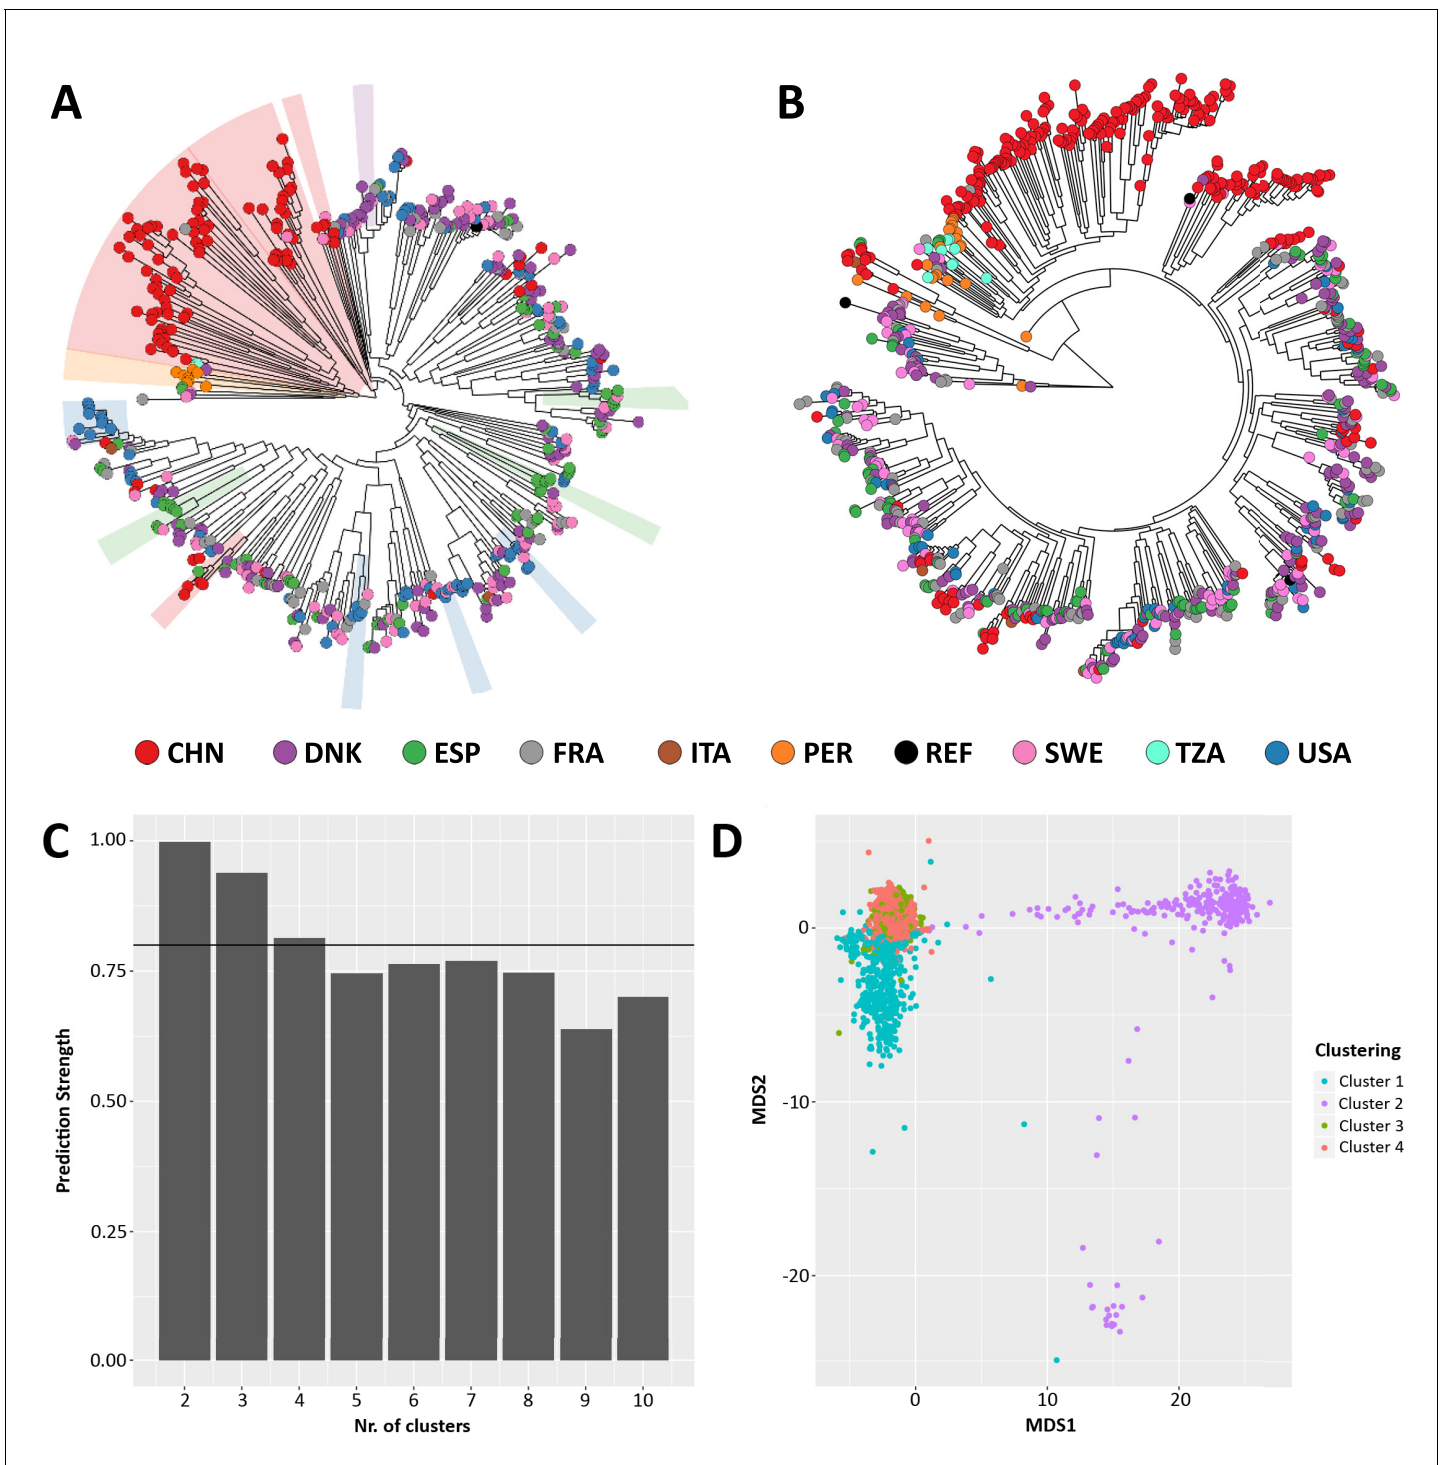 A
B
CHN DNK ESP FRA ITA PER REF SWE TZA USA
C
1.00
0.75
0.50
0.25
0.00
Prediction Strength
2 3 4 5 6 7 8 9 10
Nr. of clusters
D
0
-10
-20
MDS2
0 10 20
MDS1
Clustering
Cluster 1
Cluster 2
Cluster 3
Cluster 4